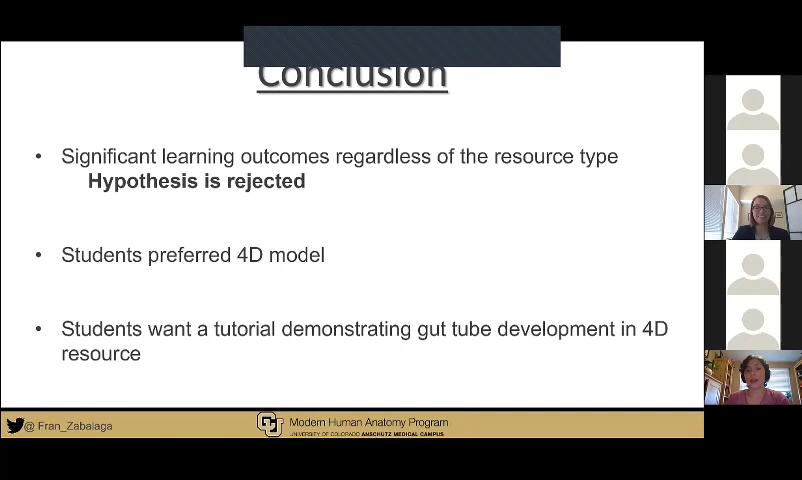 Conclusion
• Significant learning outcomes regardless of the resource type
Hypothesis is rejected
• Students preferred 4D model
• Students want a tutorial demonstrating gut tube development in 4D
resource
@ Fran_Zabalaga
Modern Human Anatomy Program
UNIVERSITY OF COLORADO ANSCHUTZ MEDICAL CAMPUS